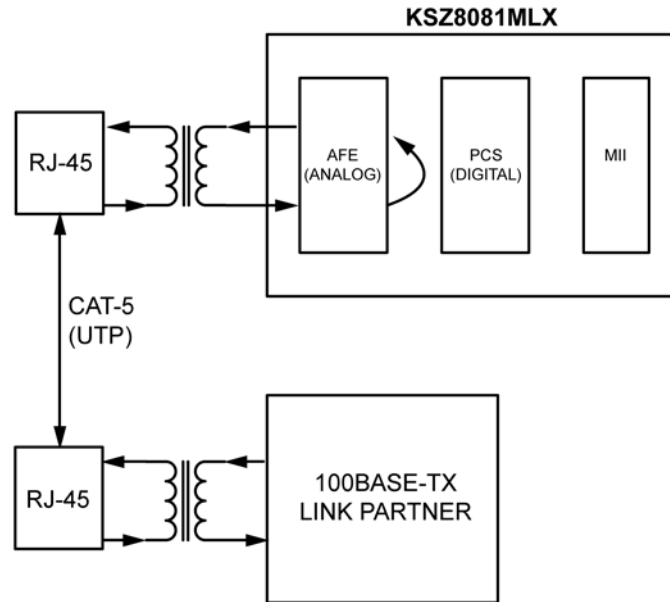 KSZ8081MLX
RJ-45
AFE
(ANALOG)
PCS
(DIGITAL)
MII
CAT-5
(UTP)
RJ-45
100BASE-TX
LINK PARTNER